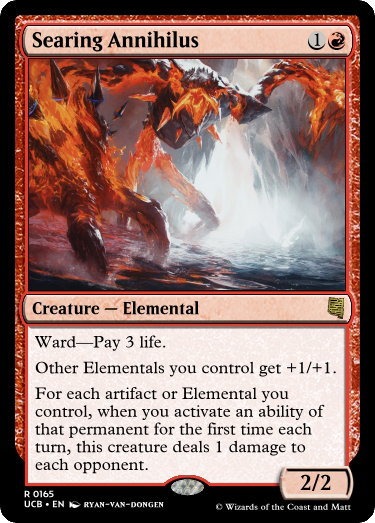 Searing Annihilus 1
Creature — Elemental
Ward—Pay 3 life.
Other Elementals you control get +1/+1.
For each artifact or Elemental you
control, when you activate an ability of
that permanent for the first time each
turn, this creature deals 1 damage to
each opponent.
2/2
R 0165
UCB • EN RYAN-VAN-DONGEN
© Wizards of the Coast and Matt